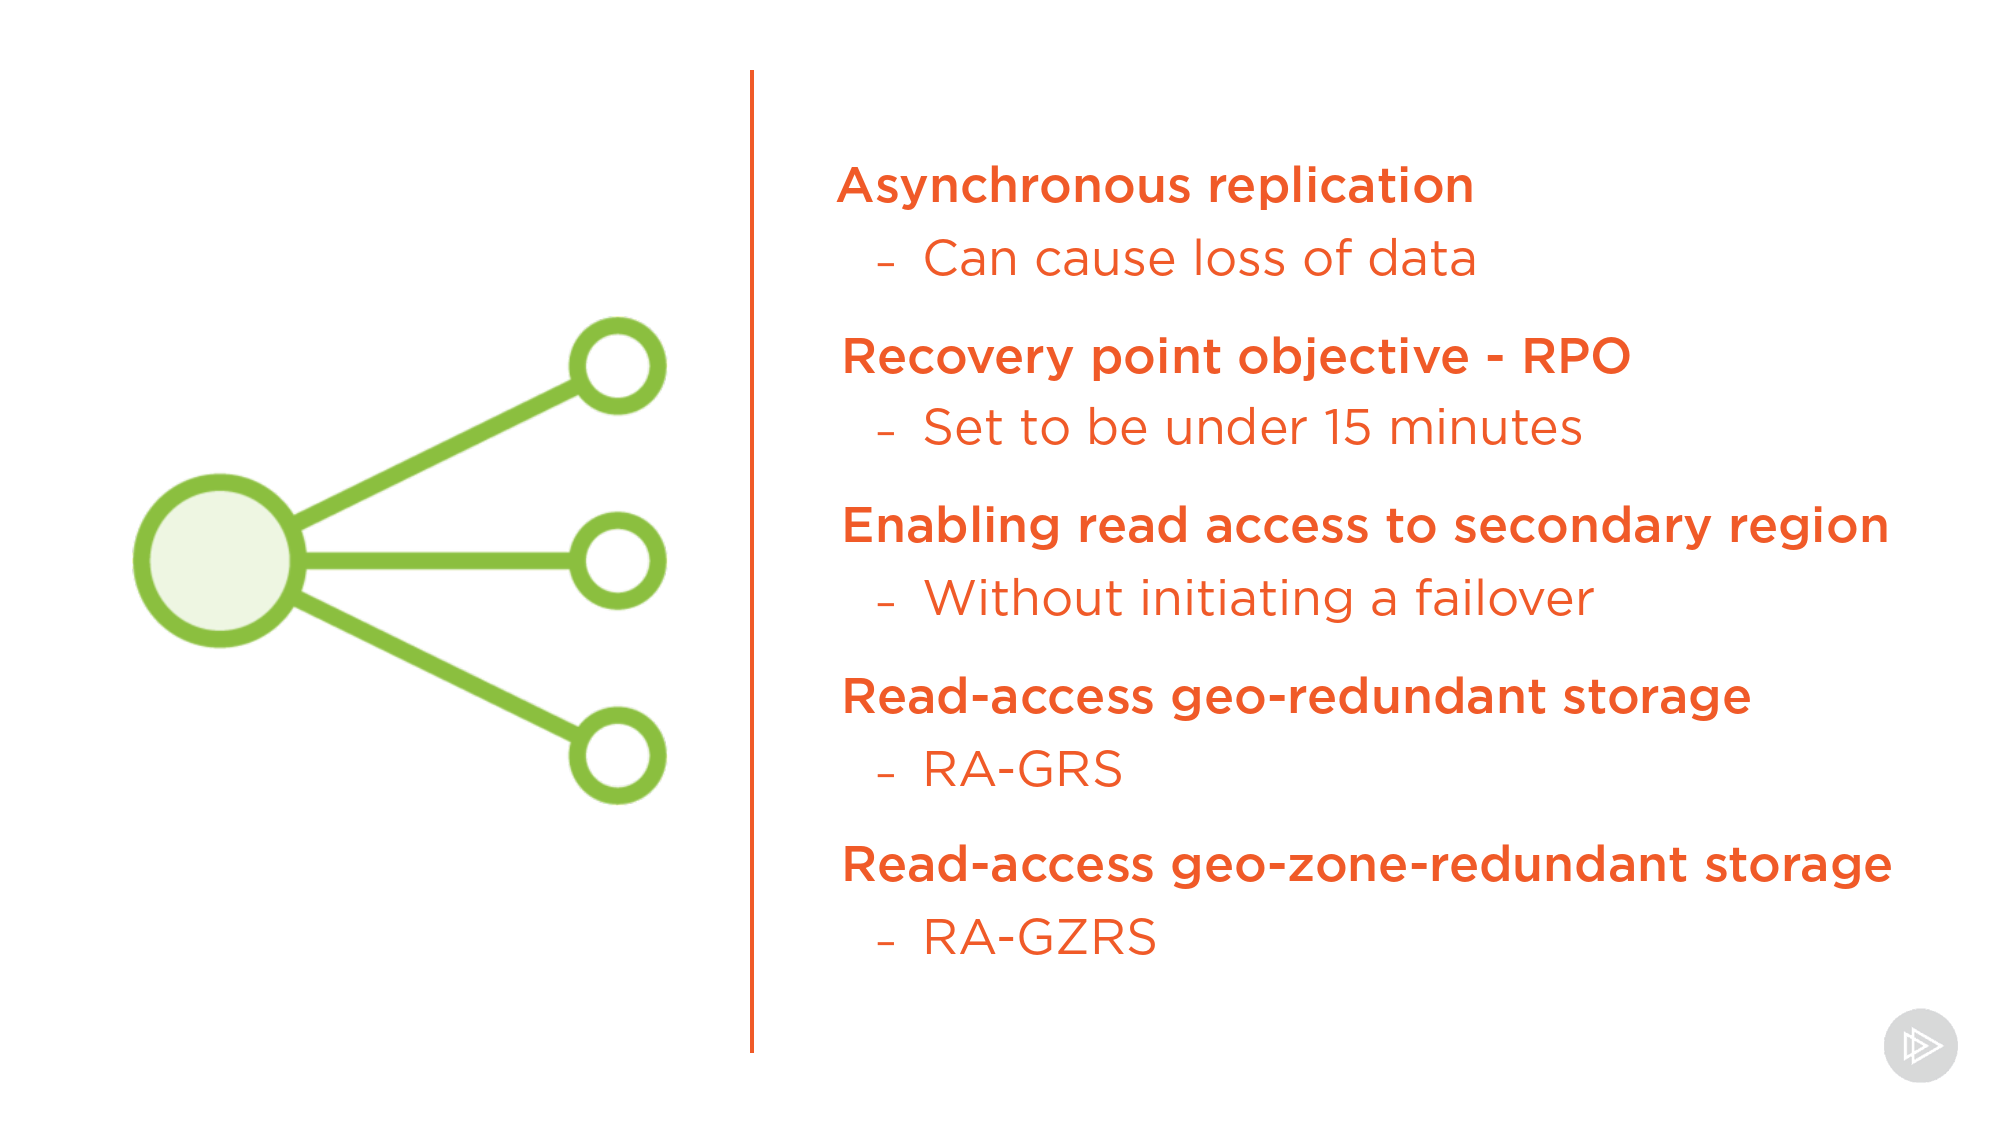 Asynchronous replication
– Can cause loss of data
Recovery point objective - RPO
– Set to be under 15 minutes
Enabling read access to secondary region
– Without initiating a failover
Read-access geo-redundant storage
– RA-GRS
Read-access geo-zone-redundant storage
– RA-GZRS